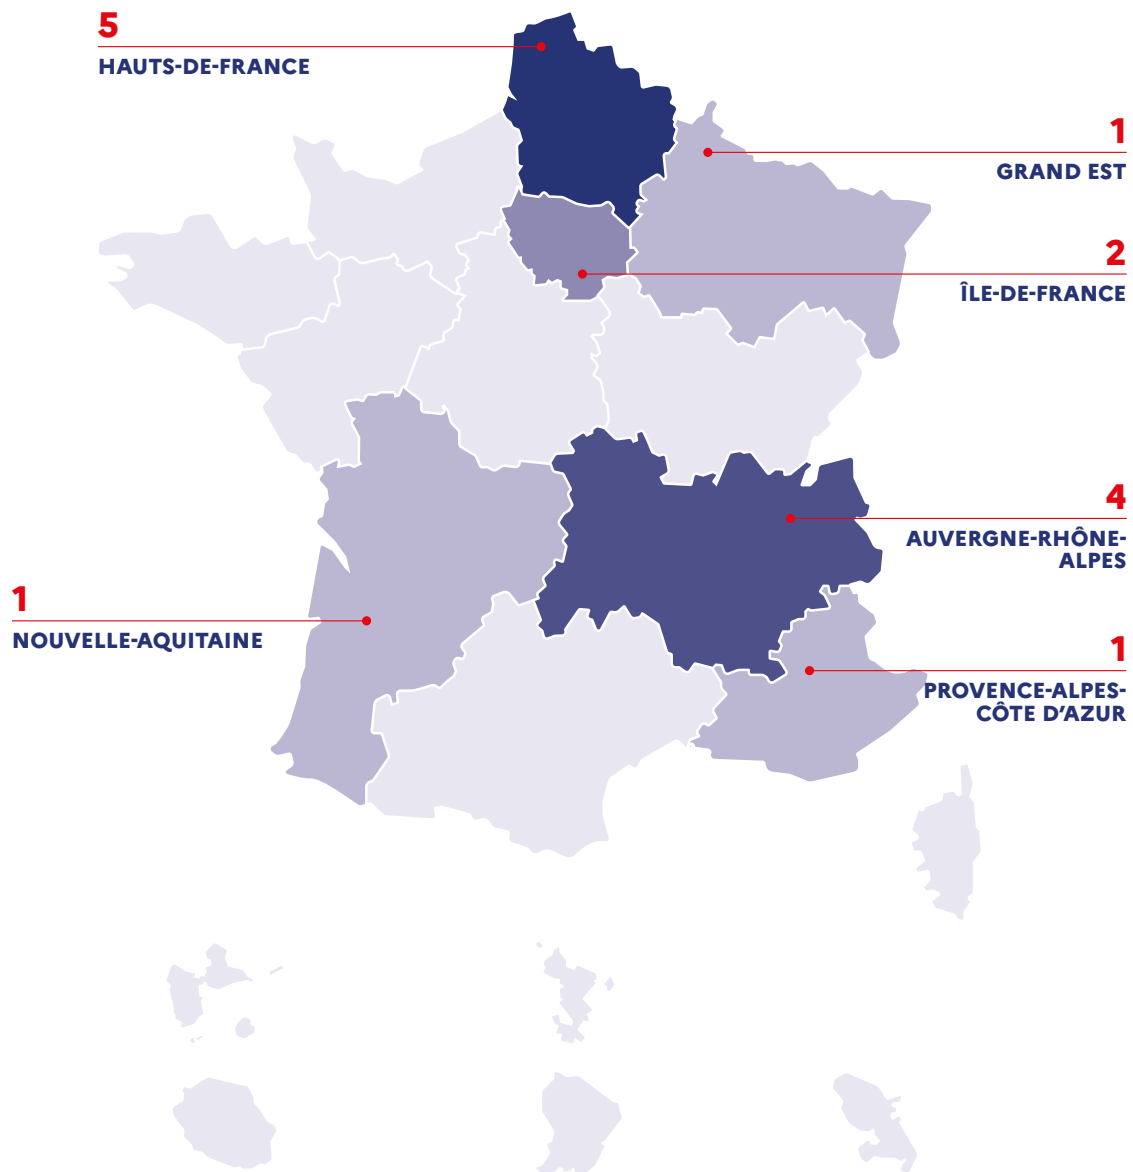 5
HAUTS-DE-FRANCE
1
GRAND EST
2
ÎLE-DE-FRANCE
4
AUVERGNE-RHÔNE-
ALPES
1
NOUVELLE-AQUITAINE
1
PROVENCE-ALPES-
CÔTE D’AZUR